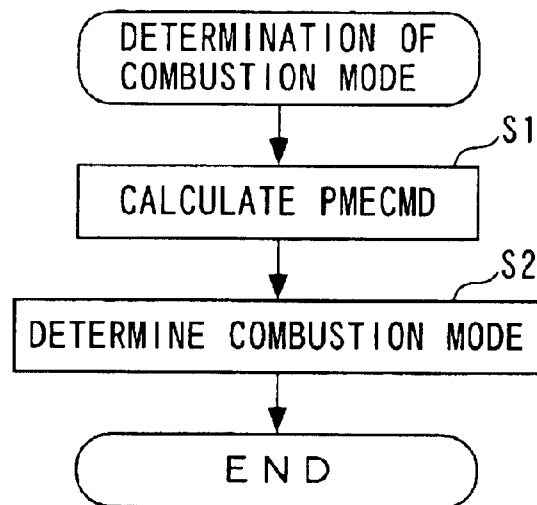 DETERMINATION OF
COMBUSTION MODE
S1
CALCULATE PMECMD
S2
DETERMINE COMBUSTION MODE
END